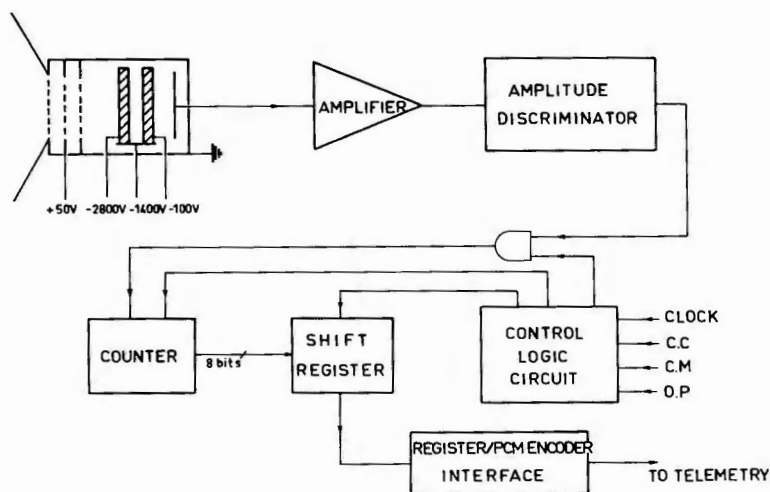 AMPLIFIER
AMPLITUDE
DISCRIMINATOR
+50V
-2800V
-1400V
-100V
COUNTER
8 bits
SHIFT
REGISTER
CONTROL
LOGIC
CIRCUIT
CLOCK
C.C
C.M
O.P
REGISTER/PCM ENCODER
INTERFACE
TO TELEMETRY